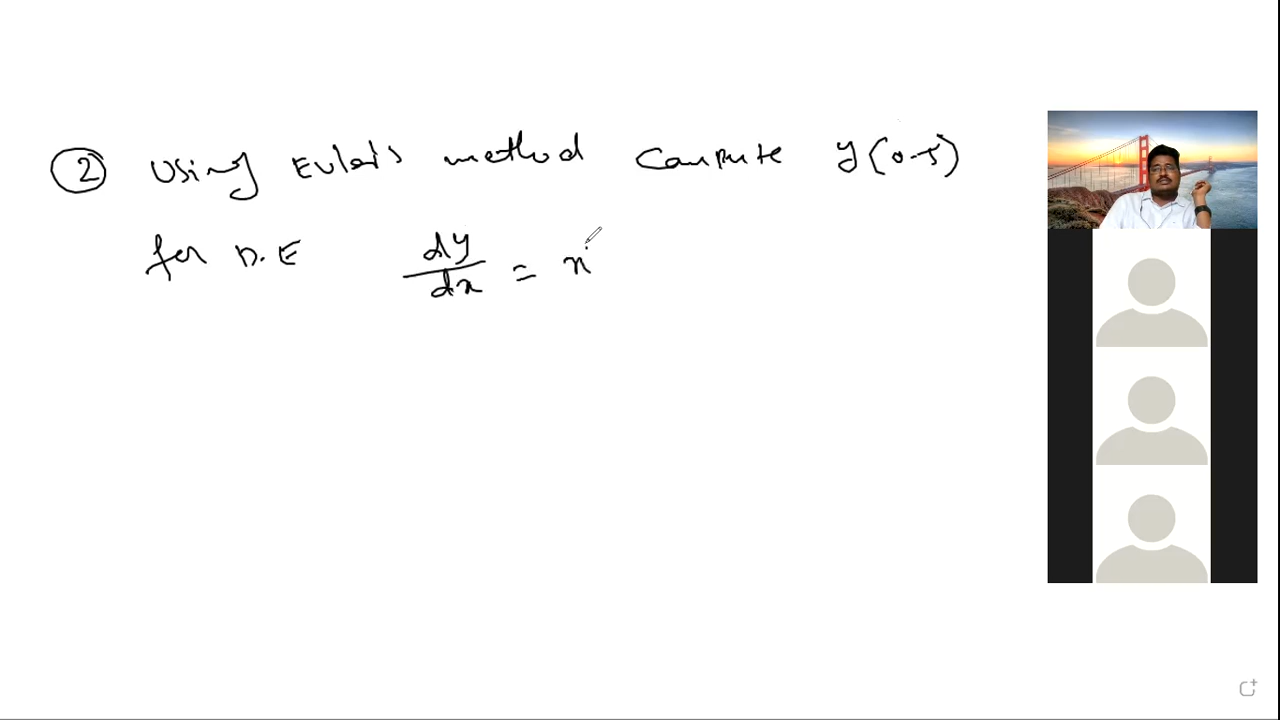 ② Using Euler's method Compute y(0.5)
for D.E dy/dx = x